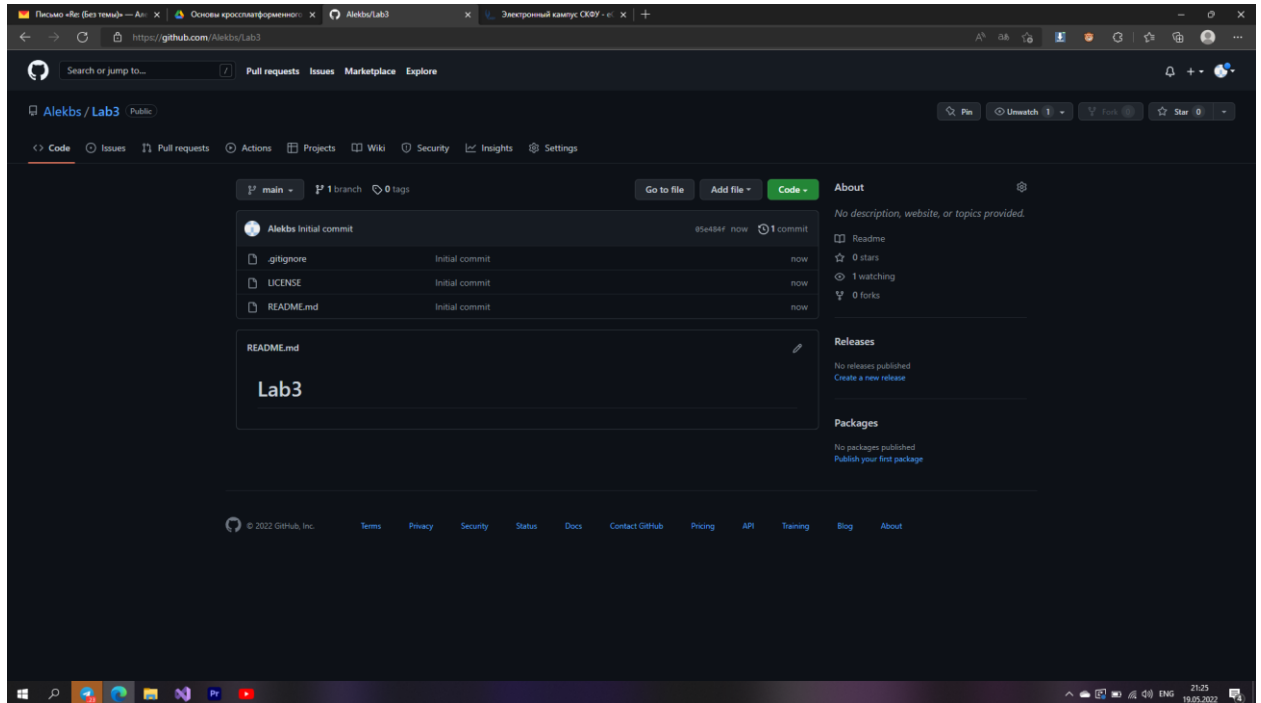 Письмо «Re: (Без темы)» — Але
Основы кроссплатформенного
Alekbs/Lab3
Электронный кампус СКФУ - eC
https://github.com/Alekbs/Lab3
Search or jump to... / Pull requests Issues Marketplace Explore
Alekbs / Lab3 Public
Pin Unwatch 1 Fork 0 Star 0
Code Issues Pull requests Actions Projects Wiki Security Insights Settings
main 1 branch 0 tags
Go to file Add file Code
Alekbs Initial commit 05e484f now 1 commit
.gitignore Initial commit now
LICENSE Initial commit now
README.md Initial commit now
README.md
Lab3
About
No description, website, or topics provided.
Readme
0 stars
1 watching
0 forks
Releases
No releases published
Create a new release
Packages
No packages published
Publish your first package
© 2022 GitHub, Inc. Terms Privacy Security Status Docs Contact GitHub Pricing API Training Blog About
Pr
ENG 21:25
19.05.2022
4